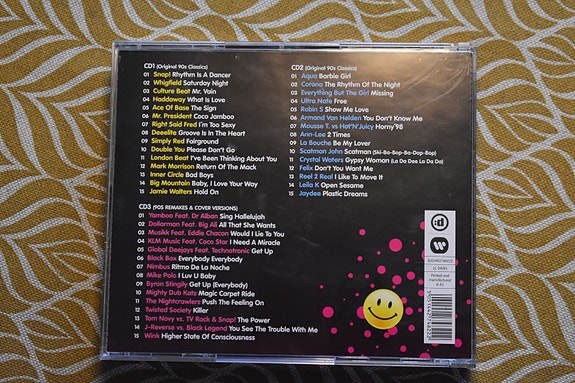 CD1 (Original 90s Classics)
01 Snap! Rhythm Is A Dancer
02 Whigfield Saturday Night
03 Culture Beat Mr. Vain
04 Haddaway What Is Love
05 Ace Of Base The Sign
06 Mr. President Coco Jamboo
07 Right Said Fred I'm Too Sexy
08 Deeelite Groove Is In The Heart
09 Simply Red Fairground
10 Double You Please Don't Go
11 London Beat I've Been Thinking About You
12 Mark Morrison Return Of The Mack
13 Inner Circle Bad Boys
14 Big Mountain Baby, I Love Your Way
15 Jamie Walters Hold On
CD2 (Original 90s Classics)
01 Aqua Barbie Girl
02 Corona The Rhythm Of The Night
03 Everything But The Girl Missing
04 Ultra Nate Free
05 Robin S Show Me Love
06 Armand Van Helden You Don't Know Me
07 Mousse T. vs Hot'N'Juicy Horny'98
08 Ann-Lee 2 Times
09 La Bouche Be My Lover
10 Scatman John Scatman (Ski-Ba-Bop-Ba-Dop-Bop)
11 Crystal Waters Gypsy Woman (La Da Dee La Da Da)
12 Felix Don't You Want Me
13 Reel 2 Real I Like To Move It
14 Leila K Open Sesame
15 Jaydee Plastic Dreams
CD3 (90S REMAKES & COVER VERSIONS)
01 Yamboo Feat. Dr Alban Sing Hallelujah
02 Dollarman Feat. Big Ali All That She Wants
03 Musikk Feat. Eddie Chacon Would I Lie To You
04 KLM Music Feat. Coco Star I Need A Miracle
05 Global Deejays Feat. Technotronic Get Up
06 Black Box Everybody Everybody
07 Nimbus Ritmo De La Noche
08 Mike Polo I Luv U Baby
09 Byron Stingily Get Up (Everybody)
10 Mighty Dub Katz Magic Carpet Ride
11 The Nightcrawlers Push The Feeling On
12 Twisted Society Killer
13 Tom Novy vs. TV Rock & Snap! The Power
14 J-Reverse vs. Black Legend You See The Trouble With Me
15 Wink Higher State Of Consciousness
:d